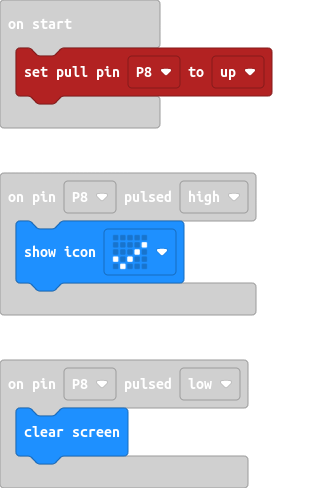 on start
set pull pin P8 to up
on pin P8 pulsed high
show icon
on pin P8 pulsed low
clear screen